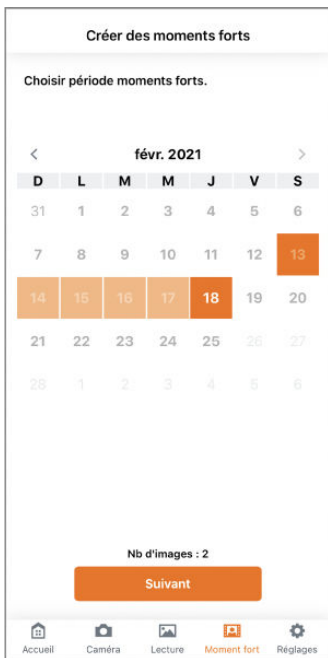 Créer des moments forts
Choisir période moments forts.
< févr. 2021 >
D L M M J V S
31 1 2 3 4 5 6
7 8 9 10 11 12 13
14 15 16 17 18 19 20
21 22 23 24 25 26 27
28 1 2 3 4 5 6
Nb d'images : 2
Suivant
Accueil Caméra Lecture Moment fort Réglages